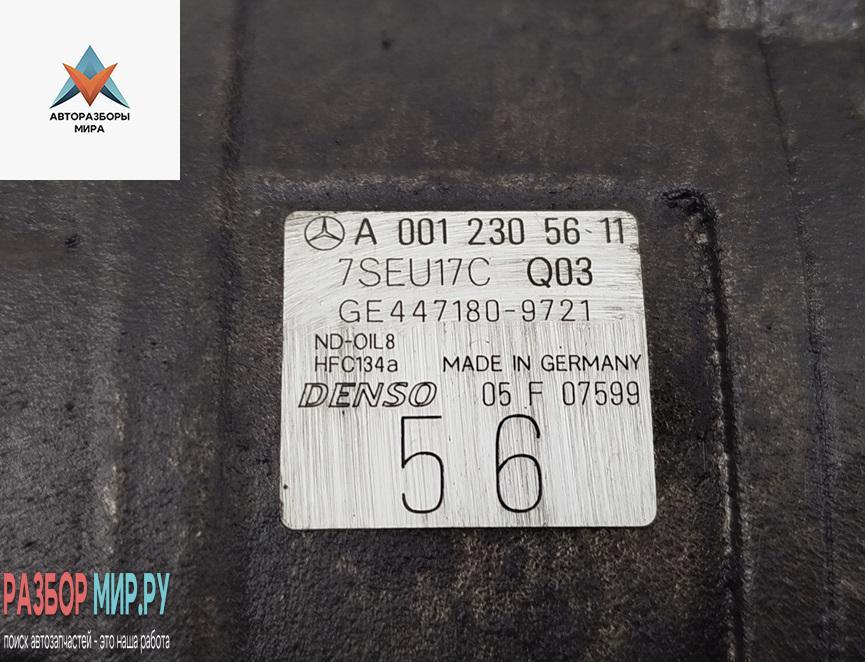 АВТОРАЗБОРЫ
МИРА
A 001 230 56 11
7SEU17C Q03
GE447180-9721
ND-OIL8
HFC134a MADE IN GERMANY
DENSO 05 F 07599
56
РАЗБОР МИР.РУ
поиск автозапчастей - это наша работа